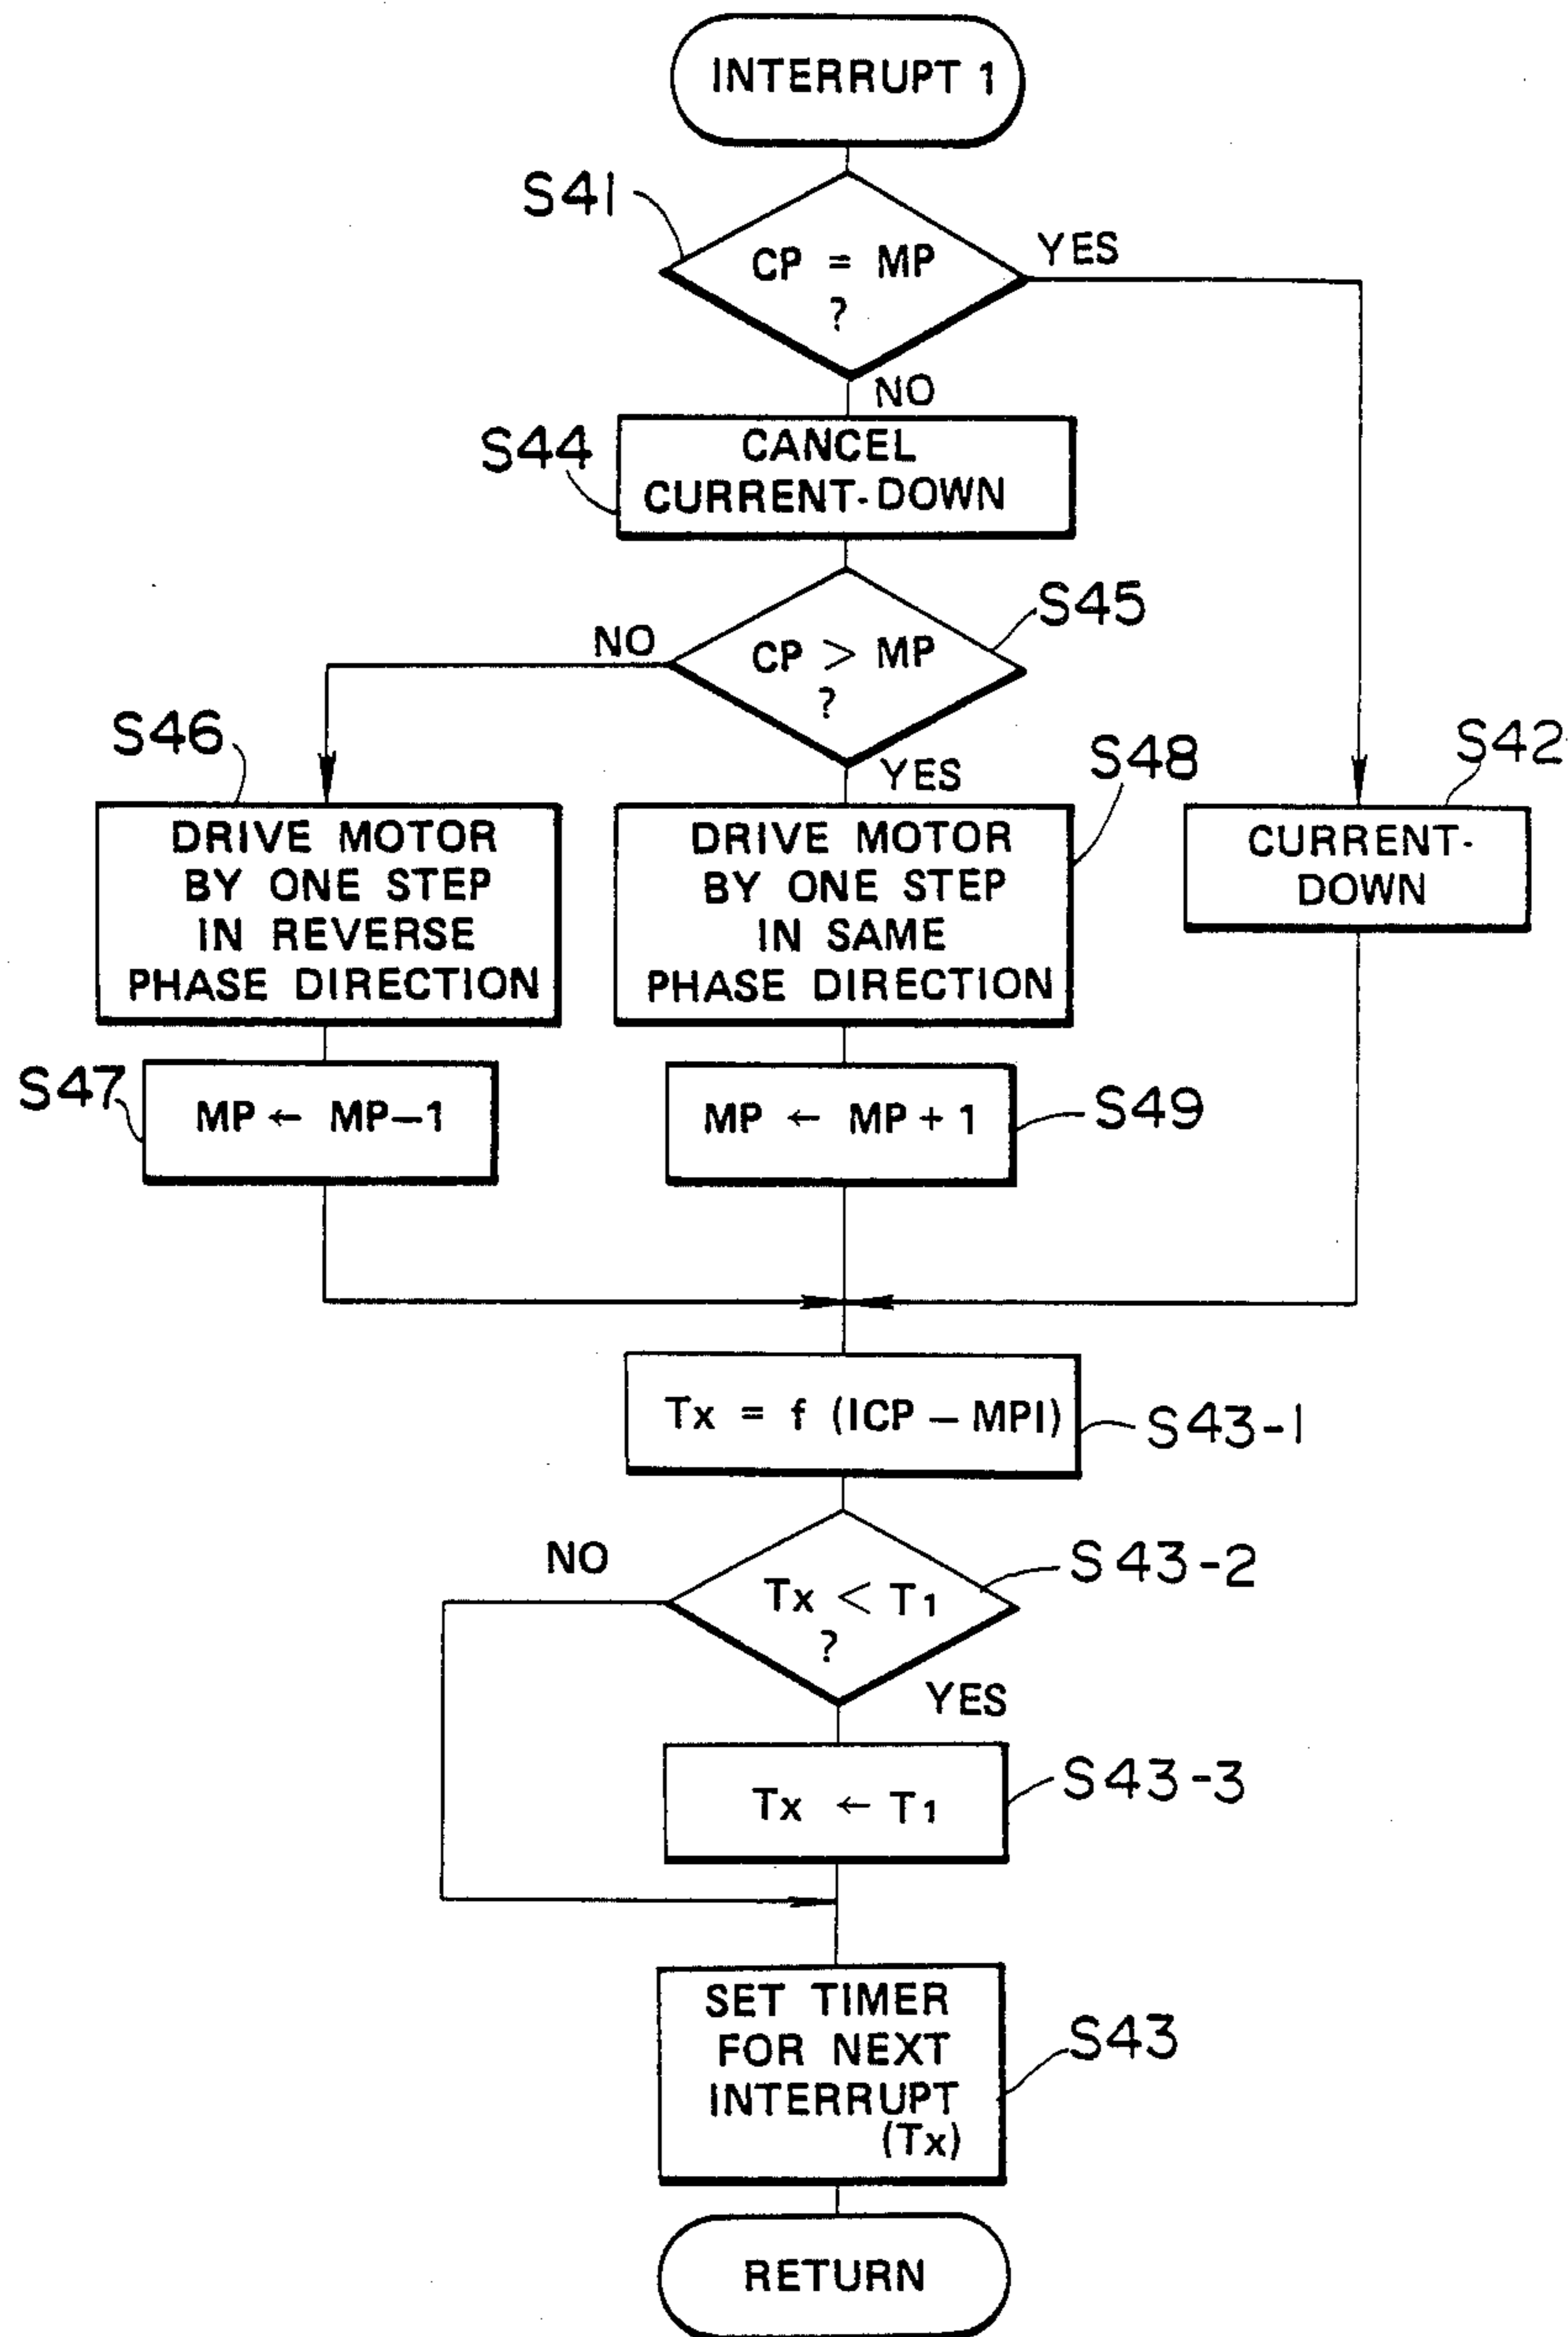 INTERRUPT 1
S41
CP = MP
?
YES
NO
S44
CANCEL
CURRENT-DOWN
S45
CP > MP
?
NO
YES
S46
DRIVE MOTOR
BY ONE STEP
IN REVERSE
PHASE DIRECTION
S48
DRIVE MOTOR
BY ONE STEP
IN SAME
PHASE DIRECTION
S42
CURRENT-
DOWN
S47
MP ← MP–1
MP ← MP + 1
S49
Tx = f (ICP – MPI)
S43-1
NO
Tx < T1
?
S43-2
YES
Tx ← T1
S43-3
SET TIMER
FOR NEXT
INTERRUPT
(Tx)
S43
RETURN